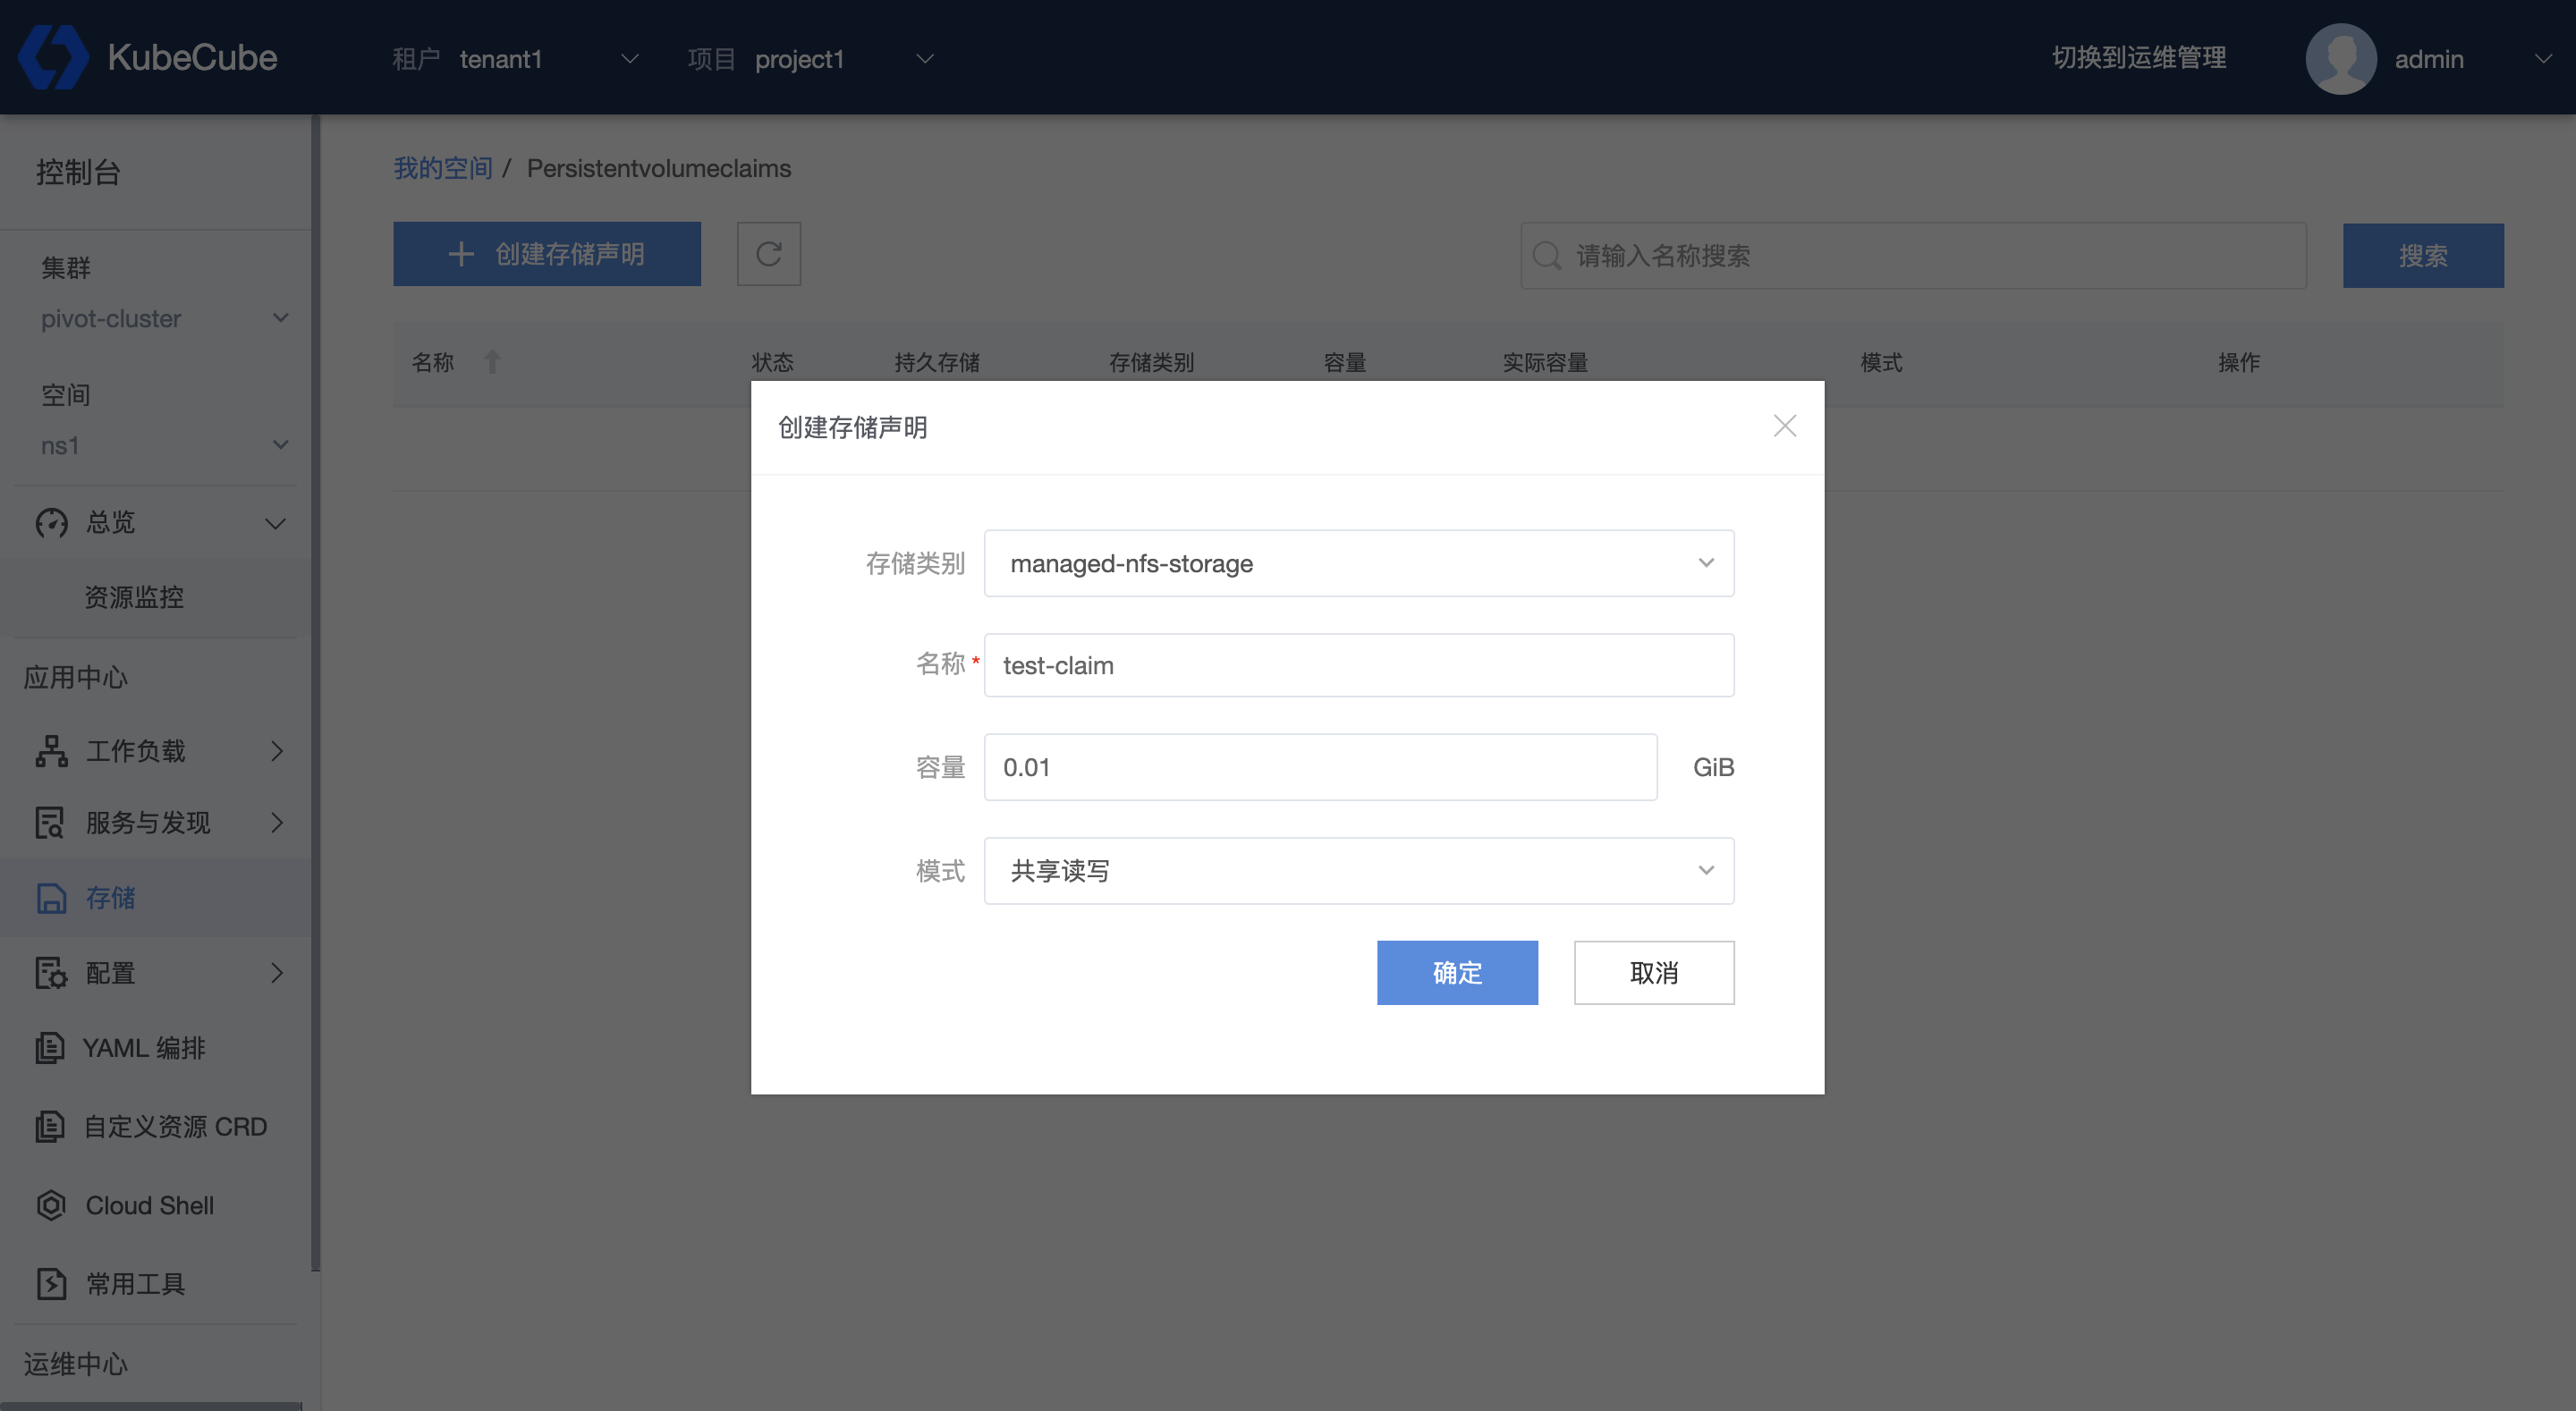 KubeCube 租户 tenant1 项目 project1 切换到运维管理 admin
控制台
集群
pivot-cluster
空间
ns1
总览
资源监控
应用中心
工作负载
服务与发现
存储
配置
YAML 编排
自定义资源 CRD
Cloud Shell
常用工具
运维中心
我的空间 / Persistentvolumeclaims
创建存储声明 请输入名称搜索 搜索
名称 状态 持久存储 存储类别 容量 实际容量 模式 操作
创建存储声明
存储类别 managed-nfs-storage
名称 * test-claim
容量 0.01 GiB
模式 共享读写
确定 取消